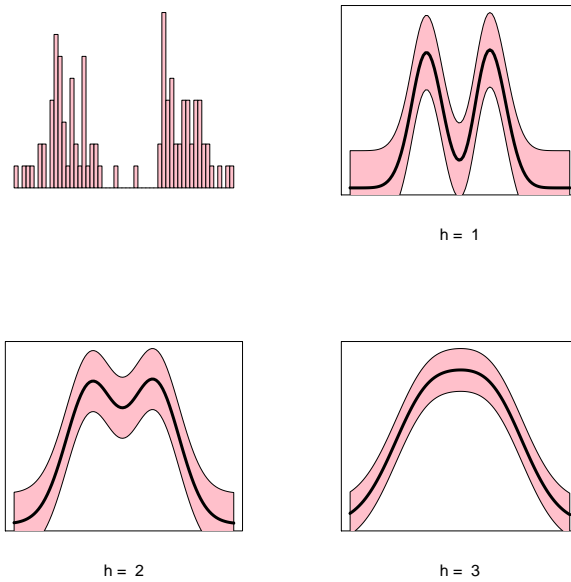 h = 1
h = 2
h = 3